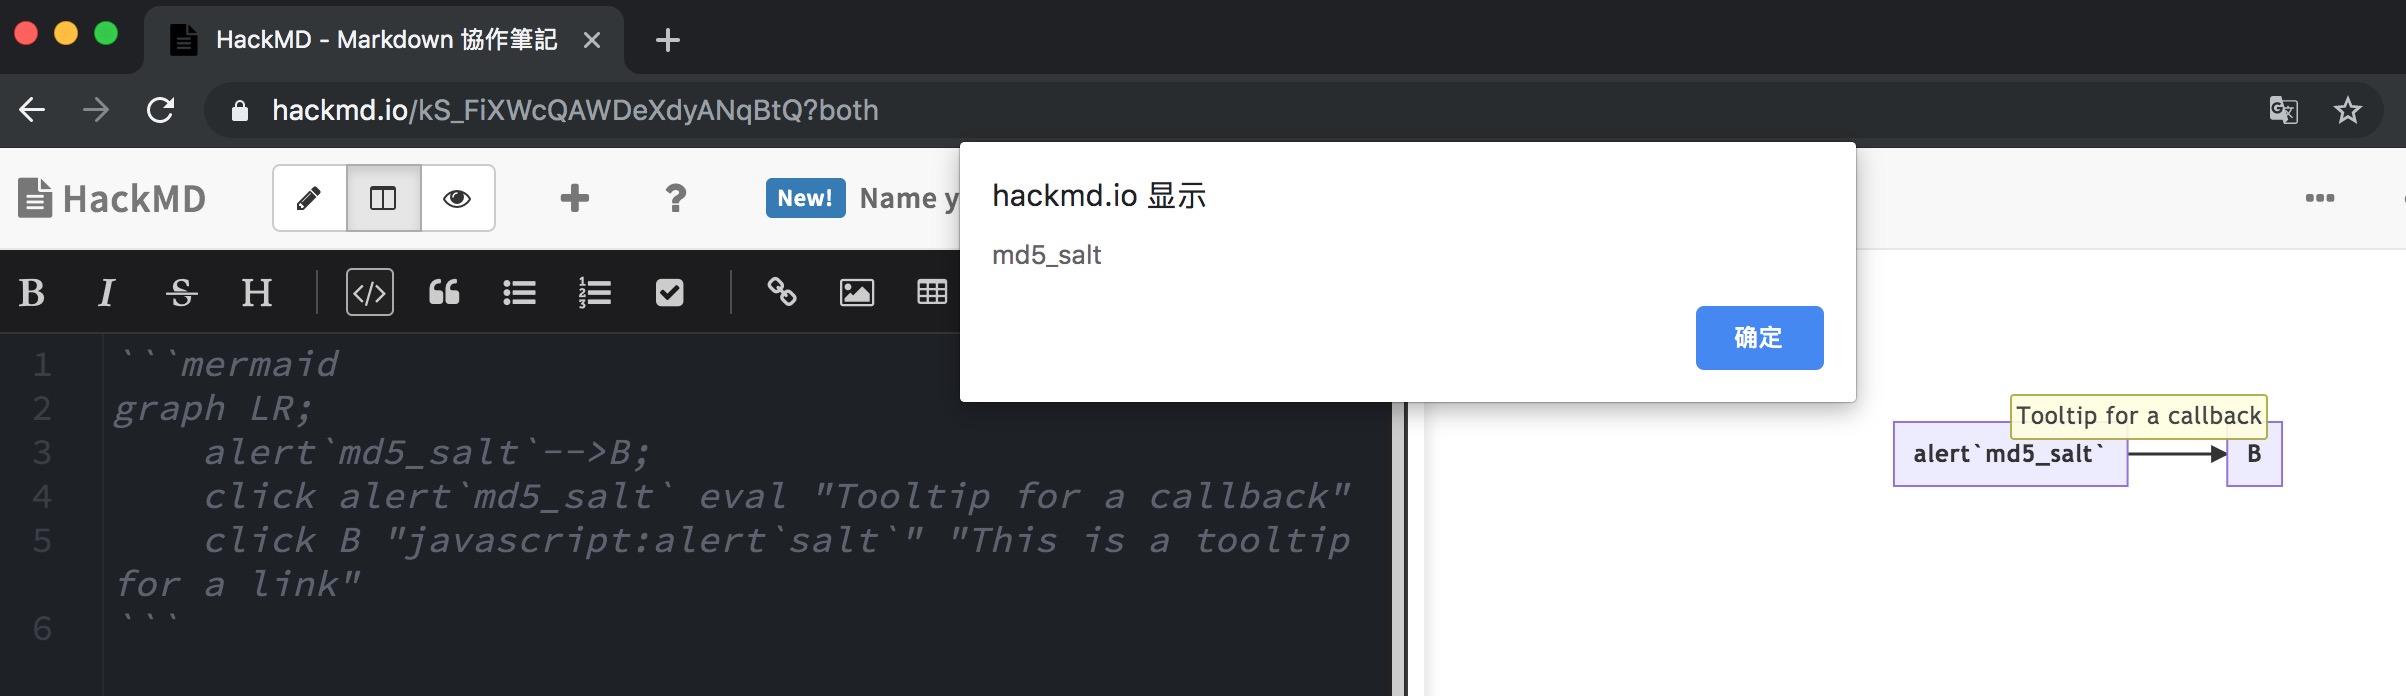 HackMD - Markdown 協作筆記
hackmd.io/kS_FiXWcQAWDeXdyANqBtQ?both
HackMD
New! Name y
hackmd.io 显示
md5_salt
确定
B I S H
1 ```mermaid
2 graph LR;
3 alert`md5_salt`-->B;
4 click alert`md5_salt` eval "Tooltip for a callback"
5 click B "javascript:alert`salt`" "This is a tooltip
for a link"
6 ```
Tooltip for a callback
alert`md5_salt` B